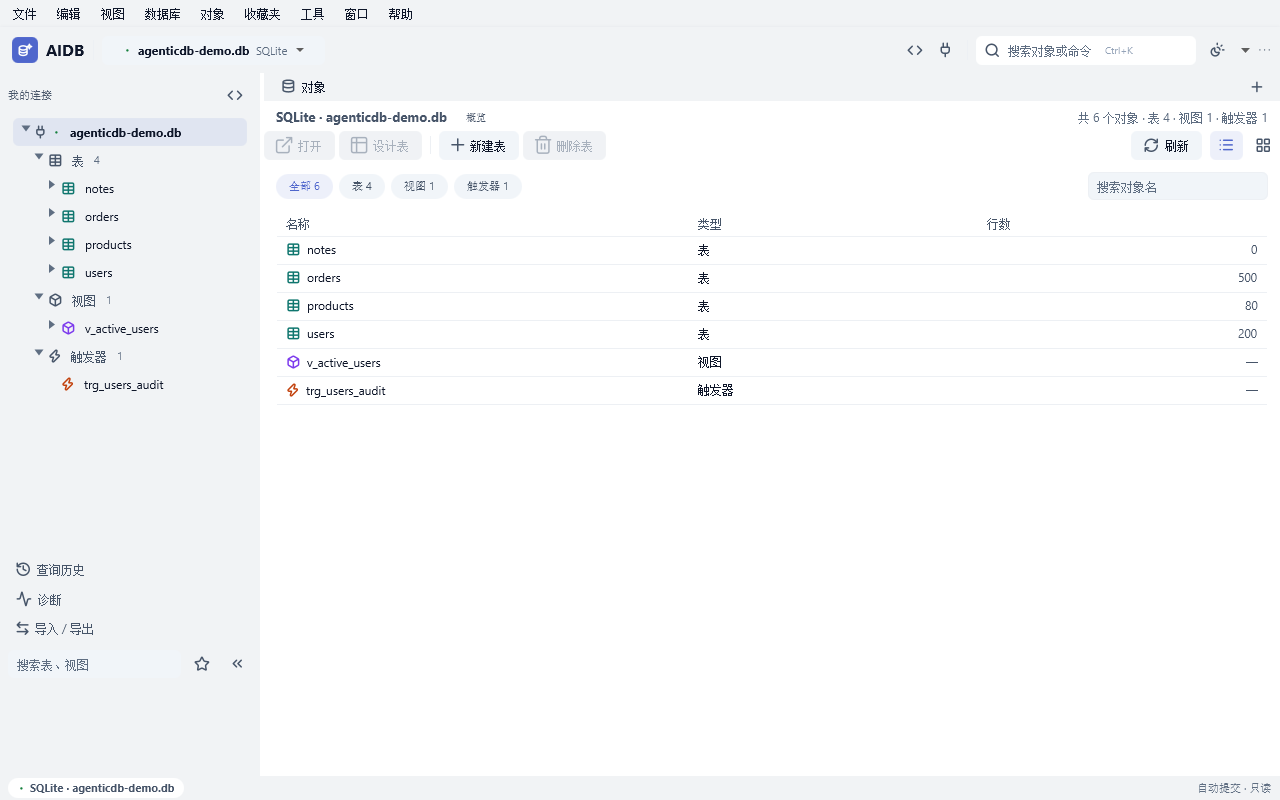 文件 编辑 视图 数据库 对象 收藏夹 工具 窗口 帮助
AIDB agenticdb-demo.db SQLite 搜索对象或命令 Ctrl+K
我的连接
agenticdb-demo.db
表 4
notes
orders
products
users
视图 1
v_active_users
触发器 1
trg_users_audit
查询历史
诊断
导入 / 导出
搜索表、视图
对象
SQLite · agenticdb-demo.db 概览 共 6 个对象 · 表 4 · 视图 1 · 触发器 1
打开 设计表 新建表 删除表 刷新
全部 6 表 4 视图 1 触发器 1 搜索对象名
名称 类型 行数
notes 表 0
orders 表 500
products 表 80
users 表 200
v_active_users 视图 —
trg_users_audit 触发器 —
SQLite · agenticdb-demo.db 自动提交 · 只读